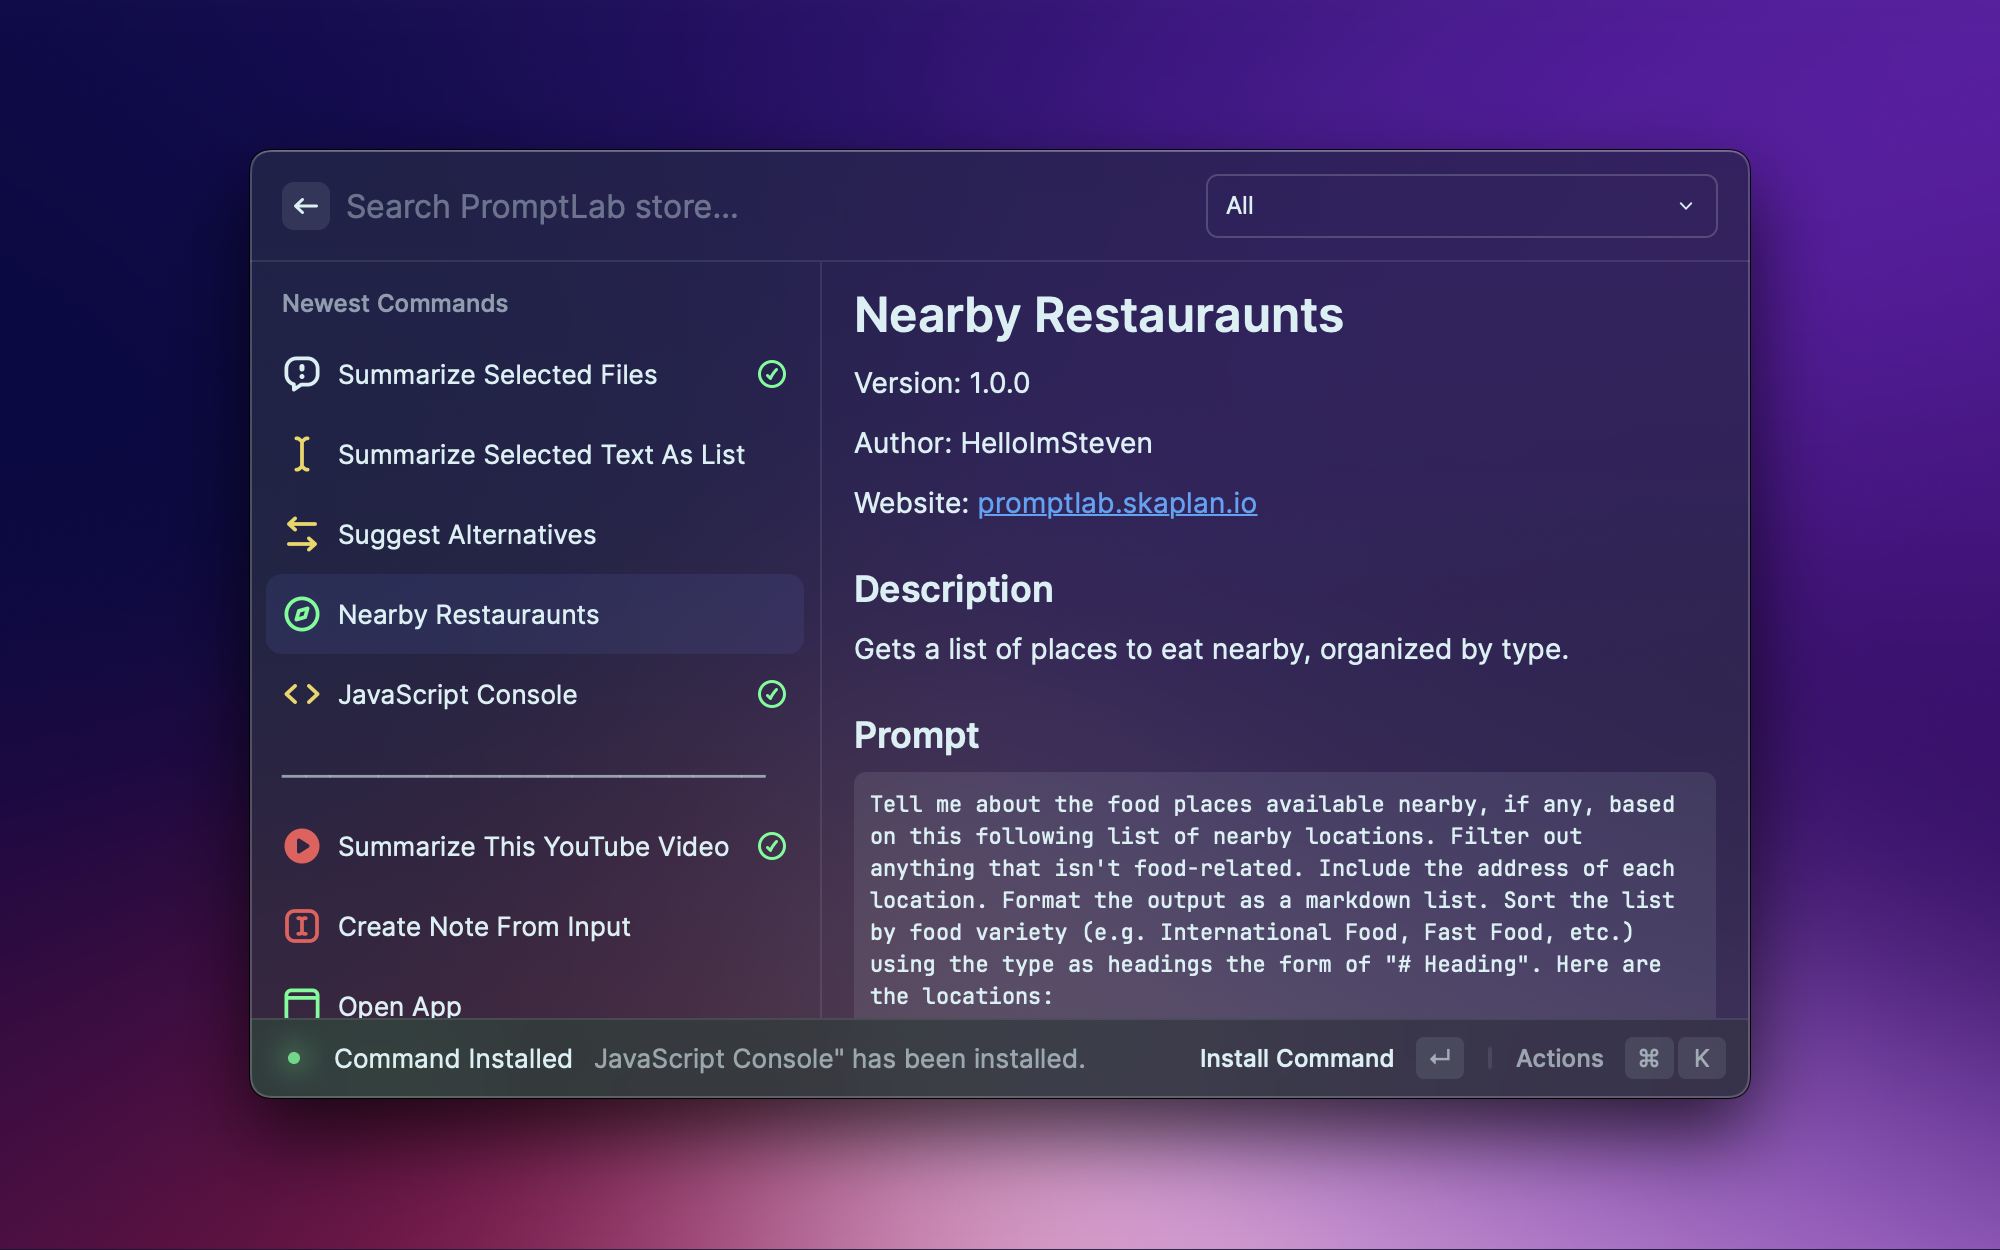 Search PromptLab store...
All
Newest Commands
Summarize Selected Files
Summarize Selected Text As List
Suggest Alternatives
Nearby Restauraunts
JavaScript Console
Summarize This YouTube Video
Create Note From Input
Open App
Nearby Restauraunts
Version: 1.0.0
Author: HelloImSteven
Website: promptlab.skaplan.io
Description
Gets a list of places to eat nearby, organized by type.
Prompt
Tell me about the food places available nearby, if any, based
on this following list of nearby locations. Filter out
anything that isn't food-related. Include the address of each
location. Format the output as a markdown list. Sort the list
by food variety (e.g. International Food, Fast Food, etc.)
using the type as headings the form of "# Heading". Here are
the locations:
Command Installed JavaScript Console" has been installed.
Install Command ↵ | Actions ⌘ K